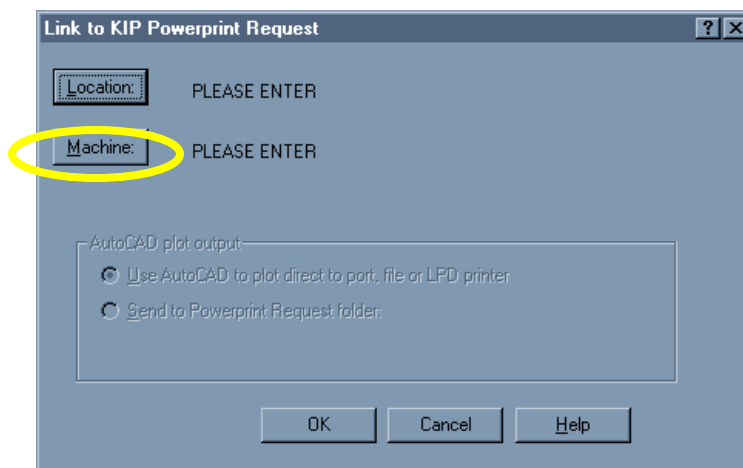 Link to KIP Powerprint Request
Location: PLEASE ENTER
Machine: PLEASE ENTER
AutoCAD plot output
Use AutoCAD to plot direct to port, file or LPD printer
Send to Powerprint Request folder:
OK Cancel Help